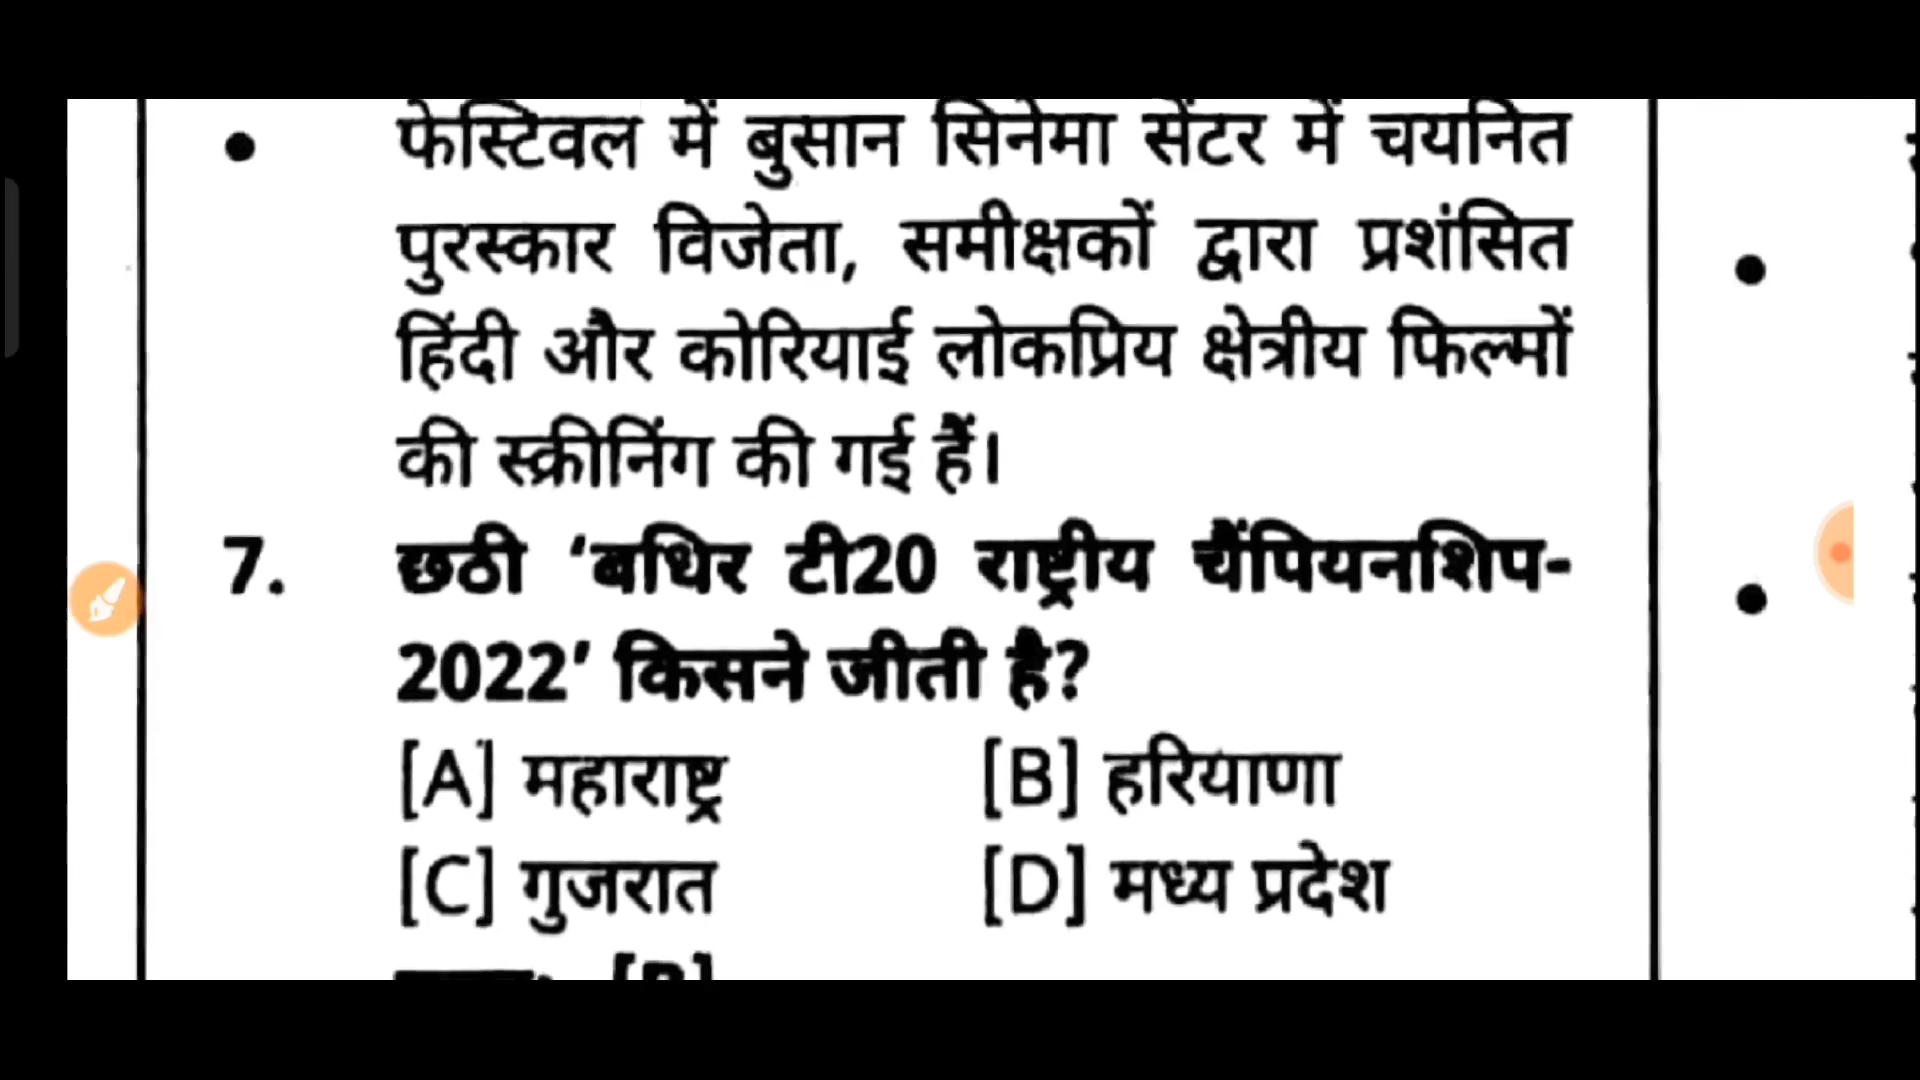 फेस्टिवल में बुसान सिनेमा सेंटर में चयनित
पुरस्कार विजेता, समीक्षकों द्वारा प्रशंसित
हिंदी और कोरियाई लोकप्रिय क्षेत्रीय फिल्मों
की स्क्रीनिंग की गई हैं।
7. छठी ‘बधिर टी20 राष्ट्रीय चैंपियनशिप-
2022’ किसने जीती है?
[A] महाराष्ट्र [B] हरियाणा
[C] गुजरात [D] मध्य प्रदेश